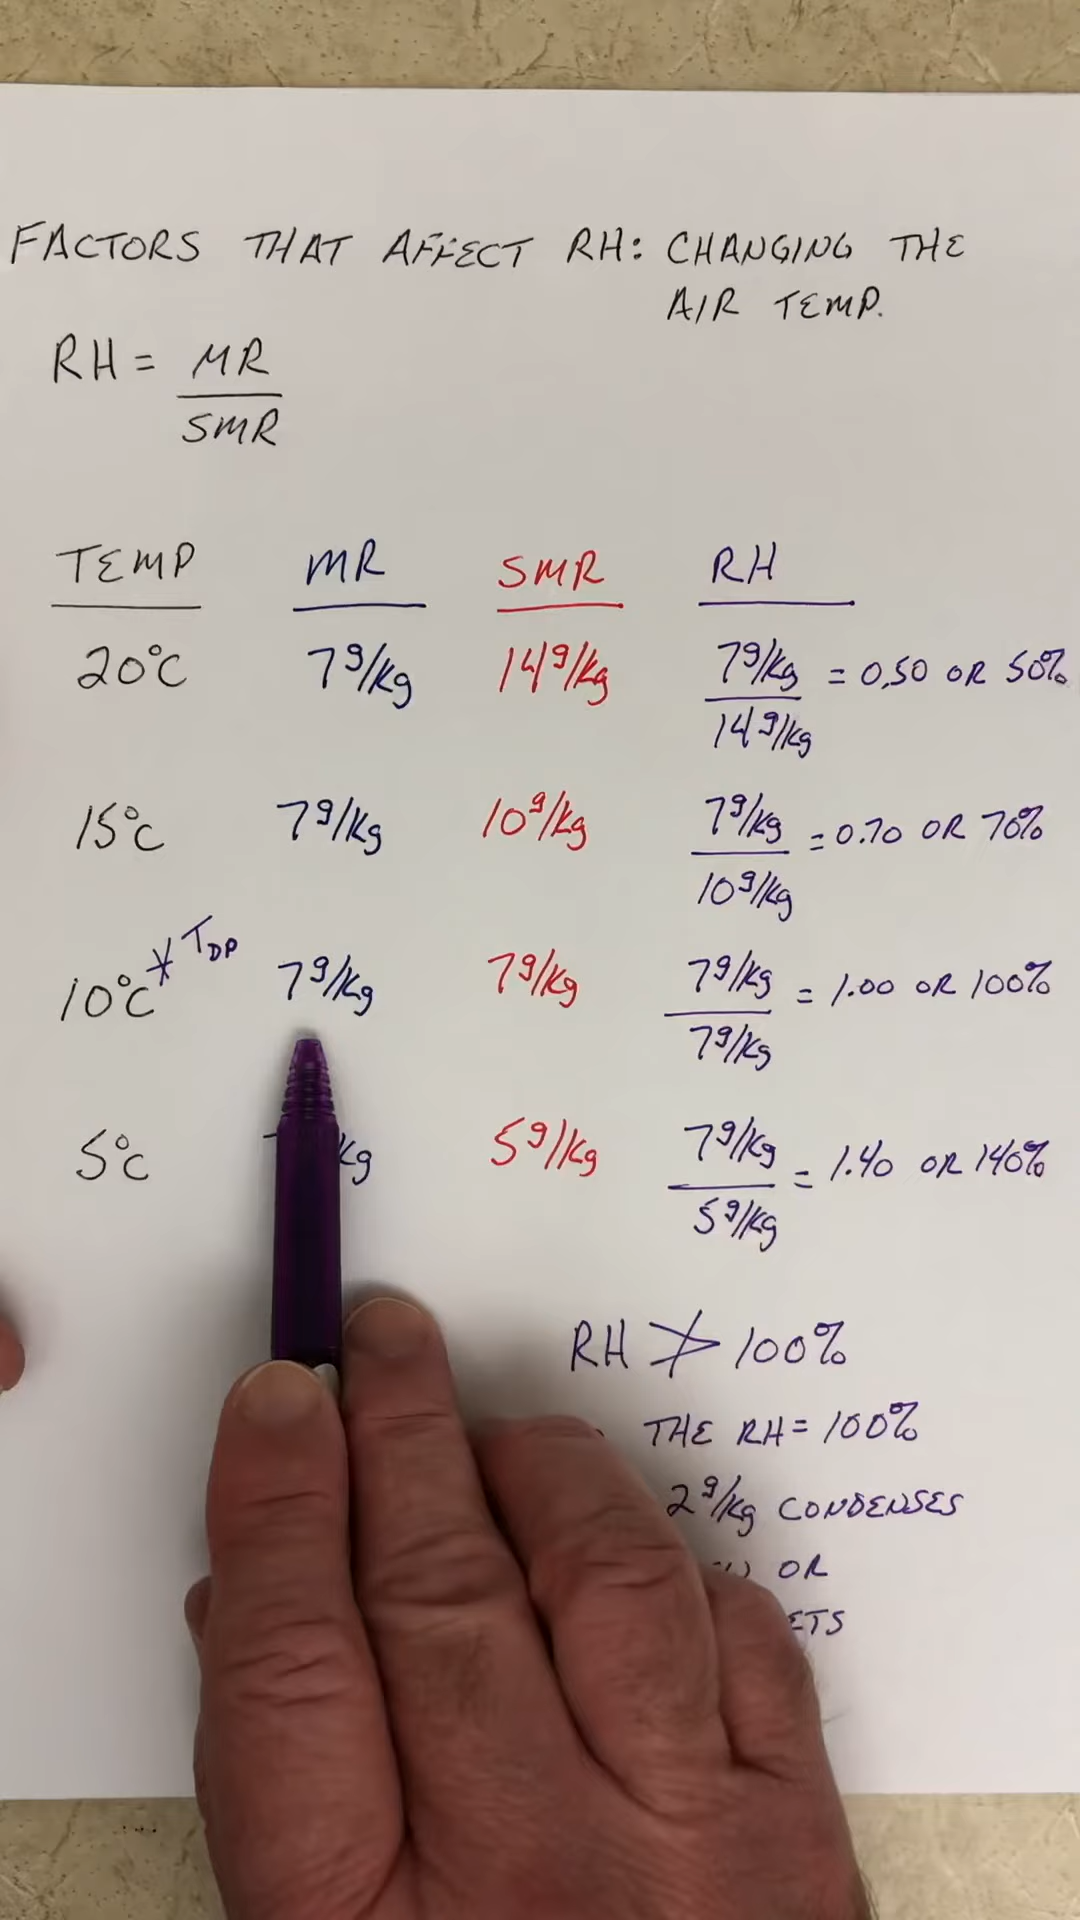 FACTORS THAT AFFECT RH: CHANGING THE
AIR TEMP.
RH = MR
SMR
TEMP MR SMR RH
20°C 7g/kg 14g/kg 7g/kg = 0.50 OR 50%
14g/kg
15°C 7g/kg 10g/kg 7g/kg = 0.70 OR 70%
10g/kg
10°C* TDP 7g/kg 7g/kg 7g/kg = 1.00 OR 100%
7g/kg
5°C kg 5g/kg 7g/kg = 1.40 OR 140%
5g/kg
RH ≯ 100%
THE RH = 100%
2g/kg CONDENSES
OR
ETS